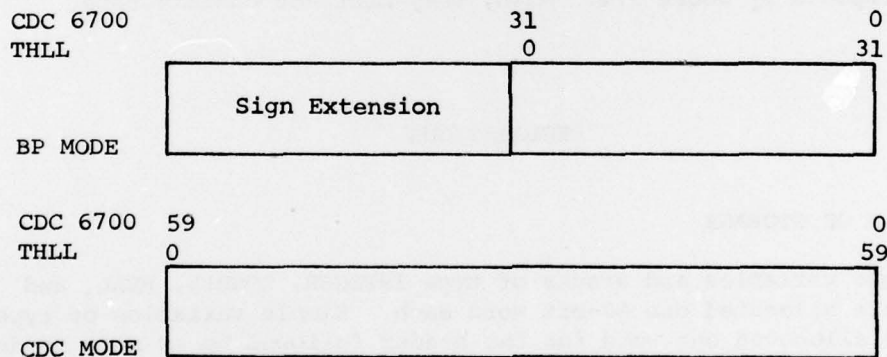 CDC 6700 31 0
THLL 0 31
Sign Extension
BP MODE
CDC 6700 59 0
THLL 0 59
CDC MODE